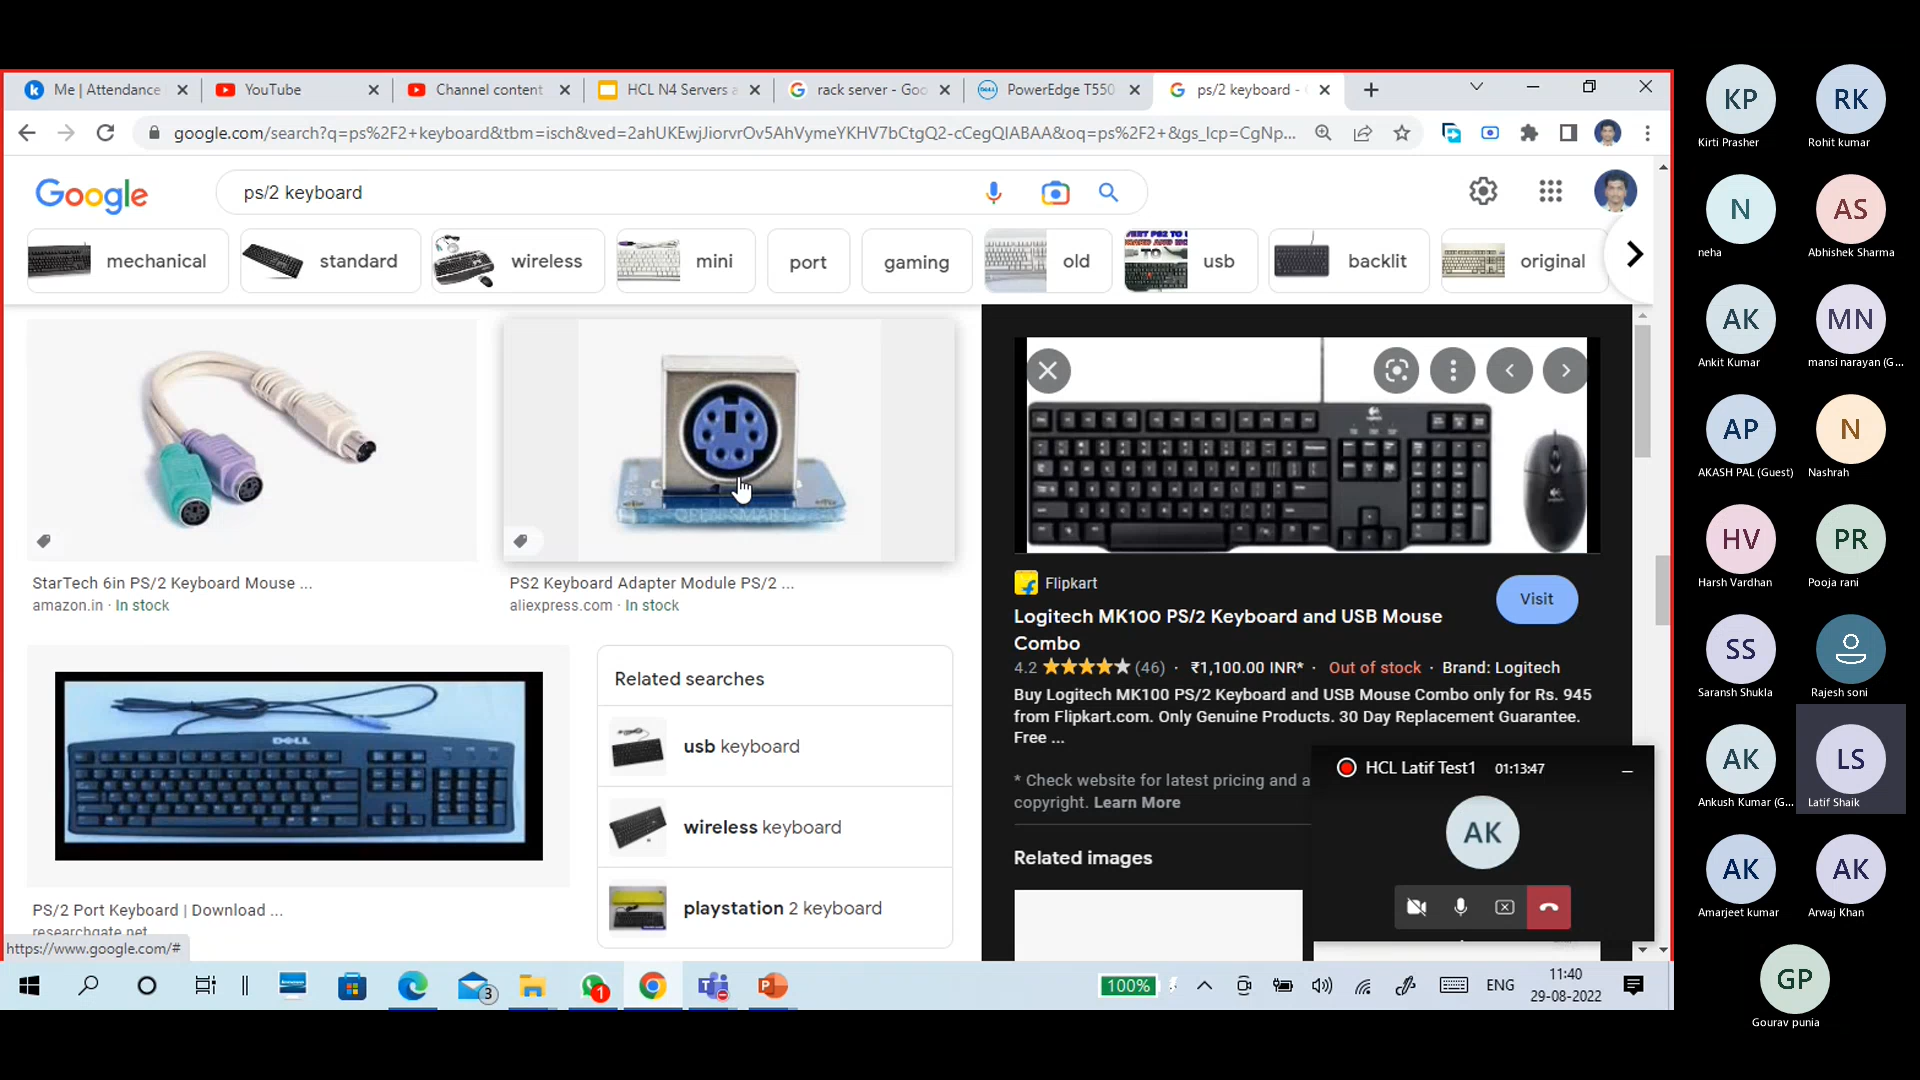 Me | Attendance
YouTube
Channel content
HCL N4 Servers a
rack server - Goo
PowerEdge T550
ps/2 keyboard -
google.com/search?q=ps%2F2+keyboard&tbm=isch&ved=2ahUKEwjJiorvrOv5AhVymeYKHV7bCtgQ2-cCegQIABAA&oq=ps%2F2+&gs_lcp=CgNp...
Google
ps/2 keyboard
mechanical
standard
wireless
mini
port
gaming
old
usb
backlit
original
StarTech 6in PS/2 Keyboard Mouse ...
amazon.in · In stock
OPEN-SMART
PS2 Keyboard Adapter Module PS/2 ...
aliexpress.com · In stock
DELL
PS/2 Port Keyboard | Download ...
researchgate.net
https://www.google.com/#
Related searches
usb keyboard
wireless keyboard
playstation 2 keyboard
Flipkart
Visit
Logitech MK100 PS/2 Keyboard and USB Mouse
Combo
4.2 ★★★★★ (46) · ₹1,100.00 INR* · Out of stock · Brand: Logitech
Buy Logitech MK100 PS/2 Keyboard and USB Mouse Combo only for Rs. 945
from Flipkart.com. Only Genuine Products. 30 Day Replacement Guarantee.
Free ...
* Check website for latest pricing and a
copyright. Learn More
Related images
HCL Latif Test1 01:13:47
AK
3
1
100%
ENG
11:40
29-08-2022
KP
Kirti Prasher
RK
Rohit kumar
N
neha
AS
Abhishek Sharma
AK
Ankit Kumar
MN
mansi narayan (G...
AP
AKASH PAL (Guest)
N
Nashrah
HV
Harsh Vardhan
PR
Pooja rani
SS
Saransh Shukla
Rajesh soni
AK
Ankush Kumar (G...
LS
Latif Shaik
AK
Amarjeet kumar
AK
Arwaj Khan
GP
Gourav punia